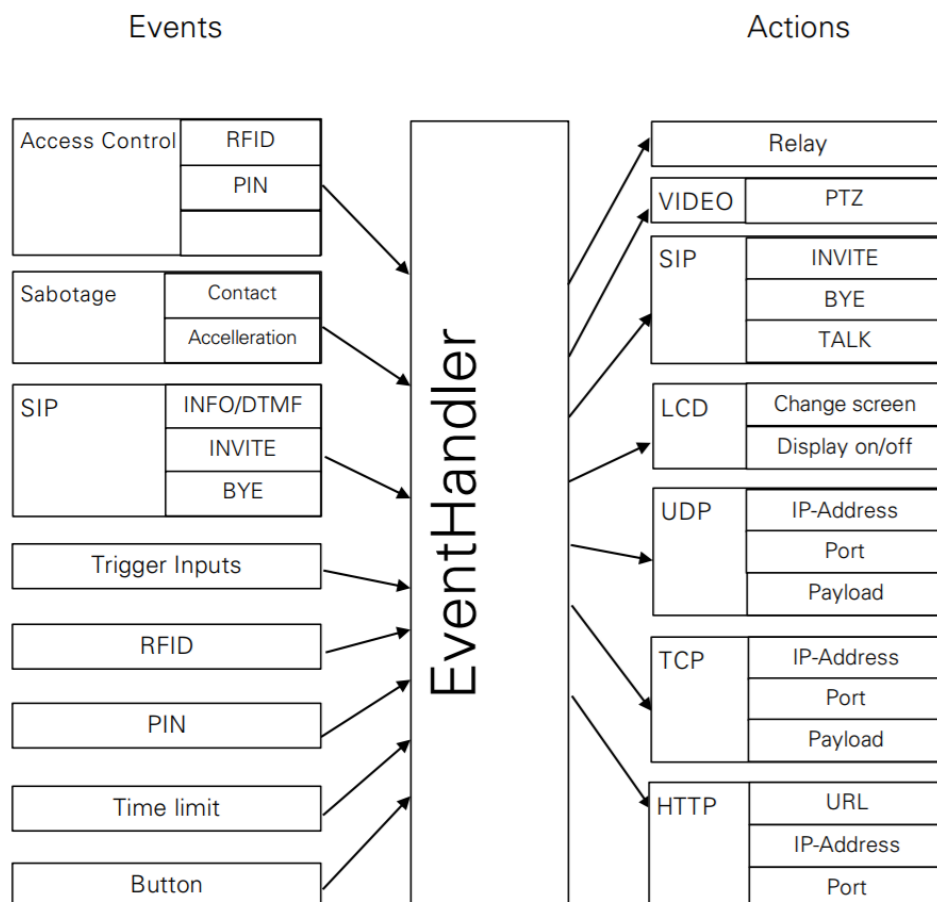 Events
Actions
Access Control
RFID
PIN
Sabotage
Contact
Accelleration
SIP
INFO/DTMF
INVITE
BYE
Trigger Inputs
RFID
PIN
Time limit
Button
EventHandler
Relay
VIDEO
PTZ
SIP
INVITE
BYE
TALK
LCD
Change screen
Display on/off
UDP
IP-Address
Port
Payload
TCP
IP-Address
Port
Payload
HTTP
URL
IP-Address
Port